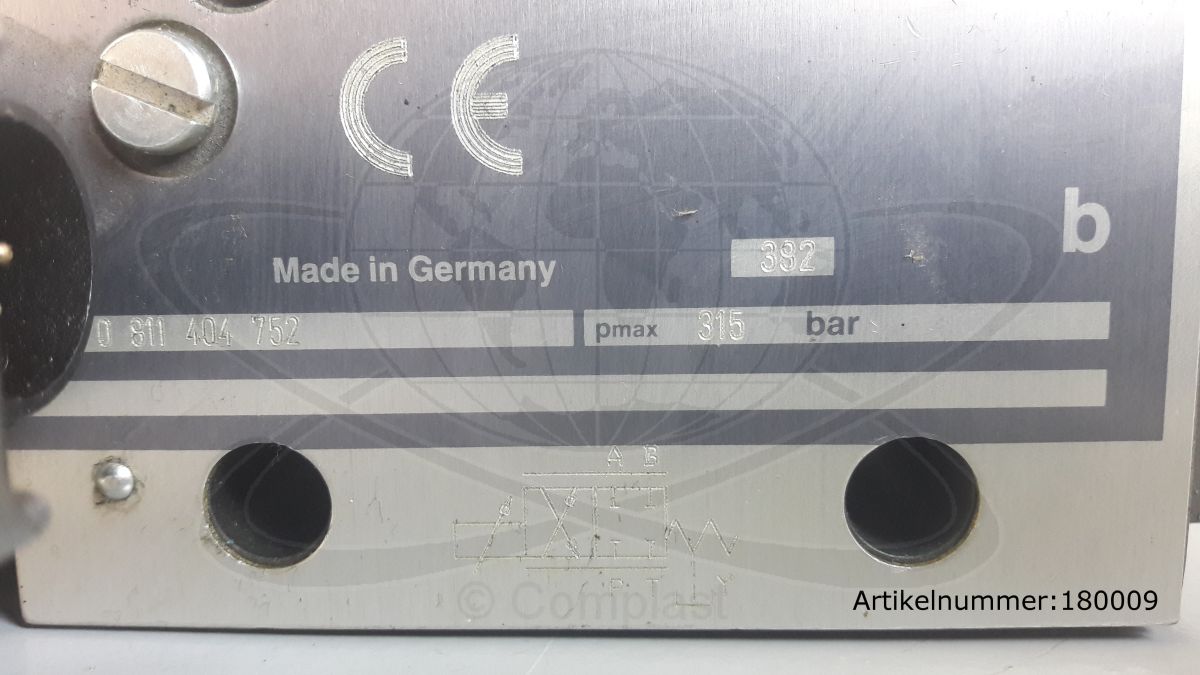 CE
b
Made in Germany 392
0 811 404 752 pmax 315 bar
A B
P T Y
© Complast
Artikelnummer:180009